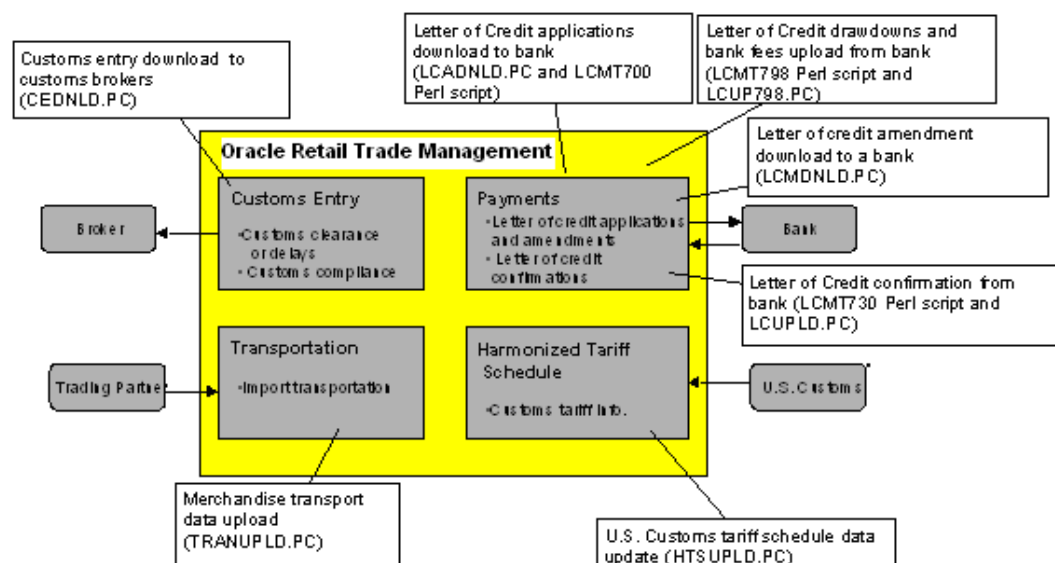 Customs entry download to
customs brokers
(CEDNLD.PC)
Letter of Credit applications
download to bank
(LCADNLD.PC and LCMT700
Perl script)
Letter of Credit drawdowns and
bank fees upload from bank
(LCMT798 Perl script and
LCUP798.PC)
Letter of credit amendment
download to a bank
(LCMDNLD.PC)
Letter of Credit confirmation from
bank (LCMT730 Perl script and
LCUPLD.PC)
Oracle Retail Trade Management
Customs Entry
•Customs clearance
or delays
• Customs compliance
Payments
•Letter of credit applications
and amendments
• Letter of credit
confirmations
Broker
Bank
Transportation
•Import transportation
Harmonized Tariff
Schedule
•Customs tariff info.
Trading Partne
U.S. Customs
Merchandise transport
data upload
(TRANUPLD.PC)
U.S. Customs tariff schedule data
update (HTSUPLD.PC)